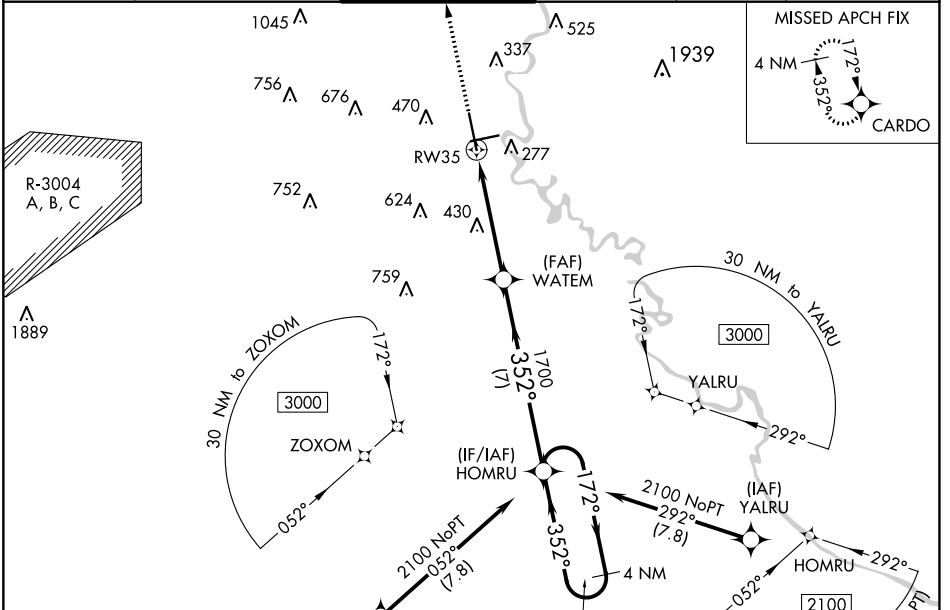 1045
525
MISSED APCH FIX
4 NM
172°
352°
CARDO
337
1939
756
676
470
RW35
277
R-3004
A, B, C
752
624
430
(FAF)
WATEM
759
1889
30 NM to ZOXOM
172°
3000
ZOXOM
052°
1700
352°
(7)
30 NM to YALRU
172°
3000
YALRU
292°
(IF/IAF)
HOMRU
172°
352°
4 NM
2100 NoPT
052°
(7.8)
2100 NoPT
292°
(7.8)
(IAF)
YALRU
HOMRU
292°
052°
2100